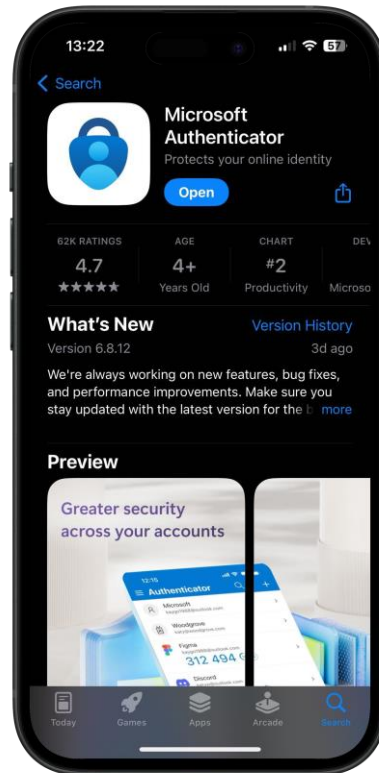 13:22
57
Search
Microsoft
Authenticator
Protects your online identity
Open
62K RATINGS
AGE
CHART
DEV
4.7
4+
#2
★★★★★
Years Old
Productivity
Microso
What's New
Version History
Version 6.8.12
3d ago
We're always working on new features, bug fixes,
and performance improvements. Make sure you
stay updated with the latest version for the b more
Preview
Greater security
across your accounts
12:15
Authenticator
Microsoft
Woodgrove
Figma
312 494
Discord
Today
Games
Apps
Arcade
Search